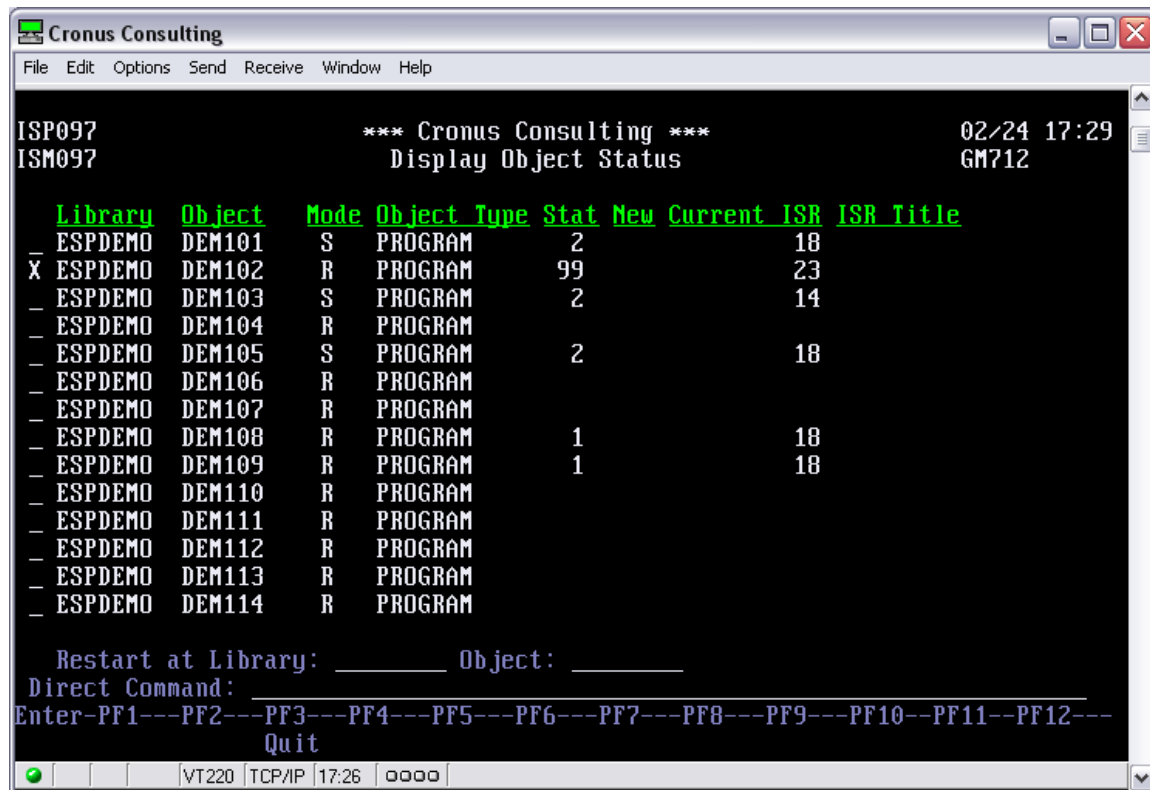 Cronus Consulting
File Edit Options Send Receive Window Help
ISP097 *** Cronus Consulting *** 02/24 17:29
ISM097 Display Object Status GM712
Library Object Mode Object Type Stat New Current ISR ISR Title
_ ESPDEMO DEM101 S PROGRAM 2 18
X ESPDEMO DEM102 R PROGRAM 99 23
_ ESPDEMO DEM103 S PROGRAM 2 14
_ ESPDEMO DEM104 R PROGRAM
_ ESPDEMO DEM105 S PROGRAM 2 18
_ ESPDEMO DEM106 R PROGRAM
_ ESPDEMO DEM107 R PROGRAM
_ ESPDEMO DEM108 R PROGRAM 1 18
_ ESPDEMO DEM109 R PROGRAM 1 18
_ ESPDEMO DEM110 R PROGRAM
_ ESPDEMO DEM111 R PROGRAM
_ ESPDEMO DEM112 R PROGRAM
_ ESPDEMO DEM113 R PROGRAM
_ ESPDEMO DEM114 R PROGRAM
Restart at Library: ________ Object: ________
Direct Command: ____________________________________________________________
Enter-PF1---PF2---PF3---PF4---PF5---PF6---PF7---PF8---PF9---PF10--PF11--PF12---
Quit
VT220 TCP/IP 17:26